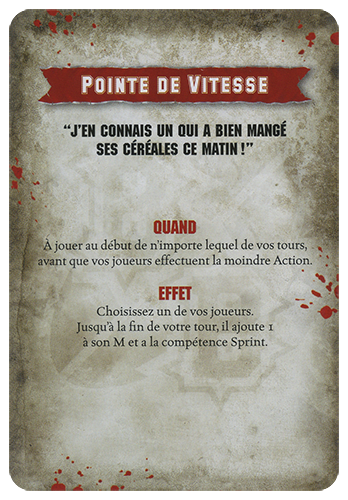 Pointe de Vitesse
“J’en connais un qui a bien mangé
ses céréales ce matin !”
QUAND
À jouer au début de n’importe lequel de vos tours,
avant que vos joueurs effectuent la moindre Action.
EFFET
Choisissez un de vos joueurs.
Jusqu’à la fin de votre tour, il ajoute 1
à son M et a la compétence Sprint.